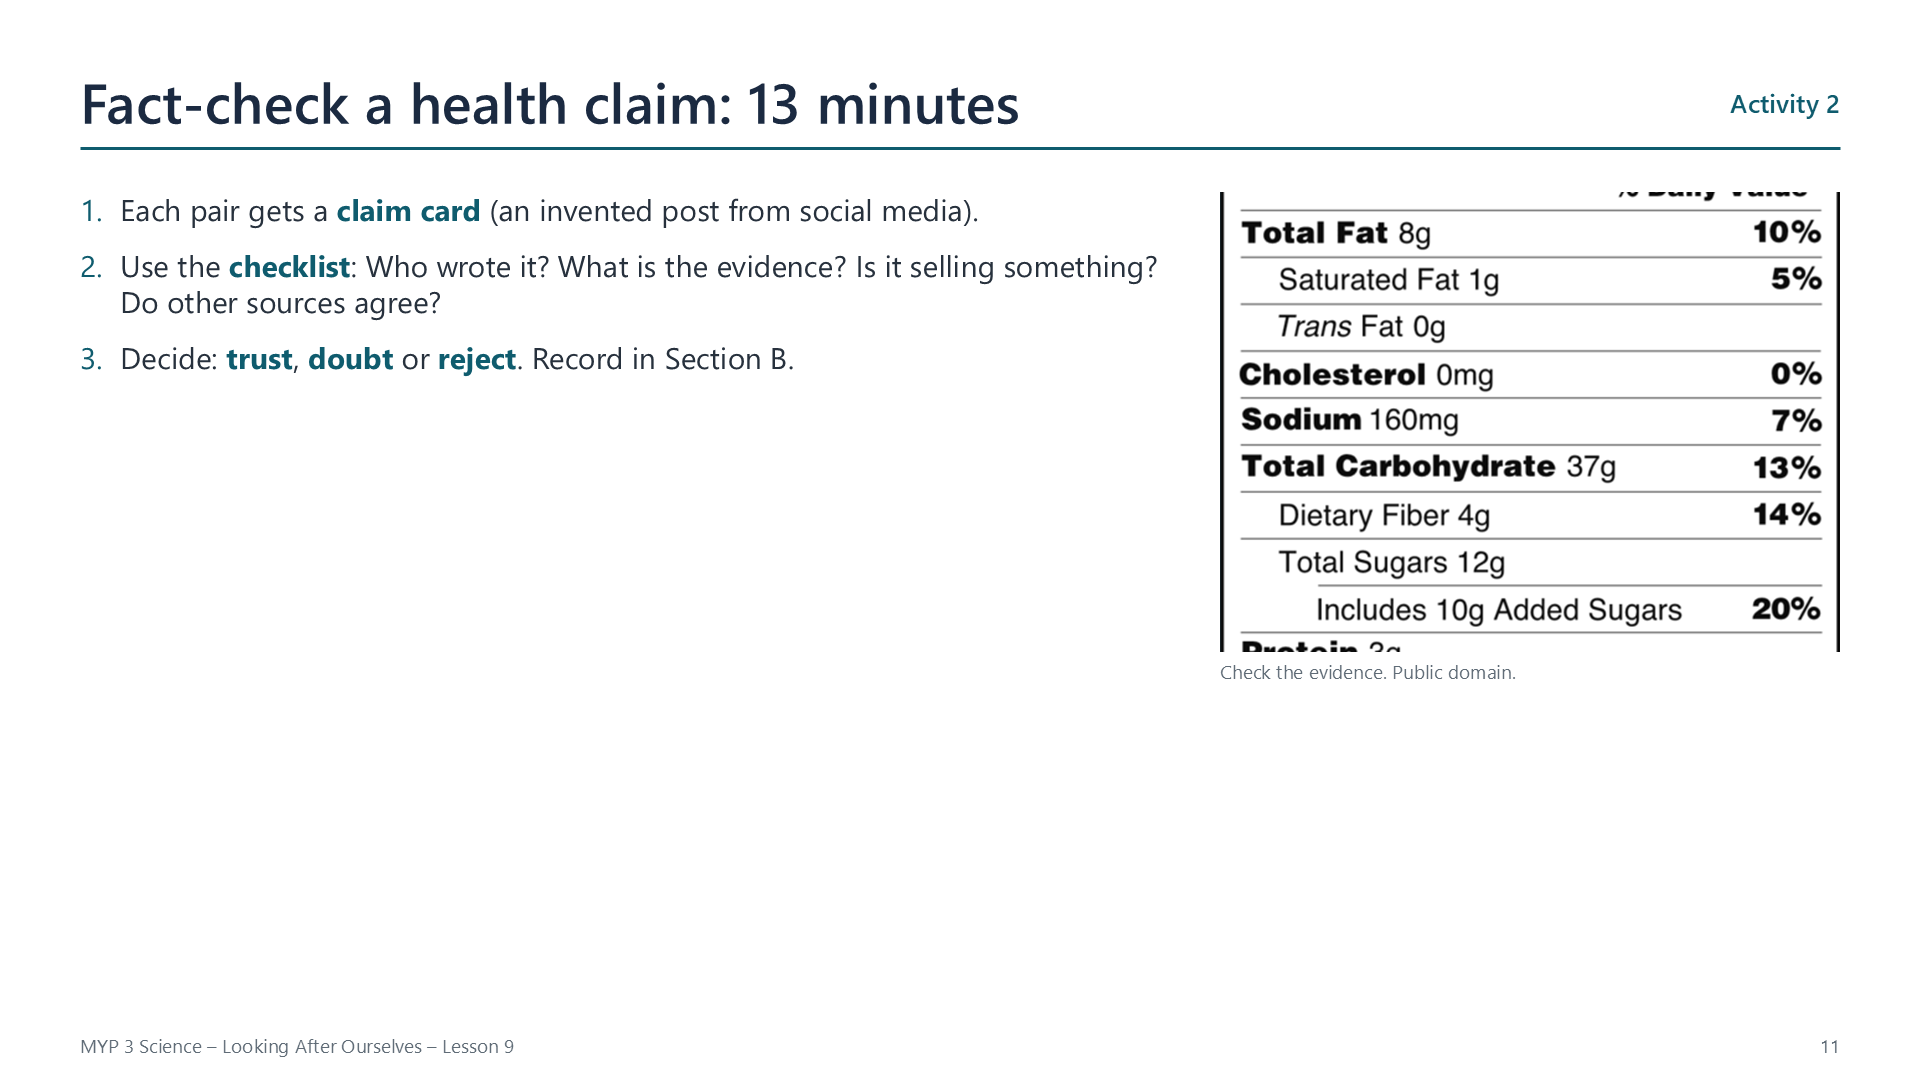 Fact-check a health claim: 13 minutes
Activity 2
1. Each pair gets a claim card (an invented post from social media).
2. Use the checklist: Who wrote it? What is the evidence? Is it selling something?
Do other sources agree?
3. Decide: trust, doubt or reject. Record in Section B.
% Daily Value
Total Fat 8g 10%
Saturated Fat 1g 5%
Trans Fat 0g
Cholesterol 0mg 0%
Sodium 160mg 7%
Total Carbohydrate 37g 13%
Dietary Fiber 4g 14%
Total Sugars 12g
Includes 10g Added Sugars 20%
Protein 3g
Check the evidence. Public domain.
MYP 3 Science – Looking After Ourselves – Lesson 9
11